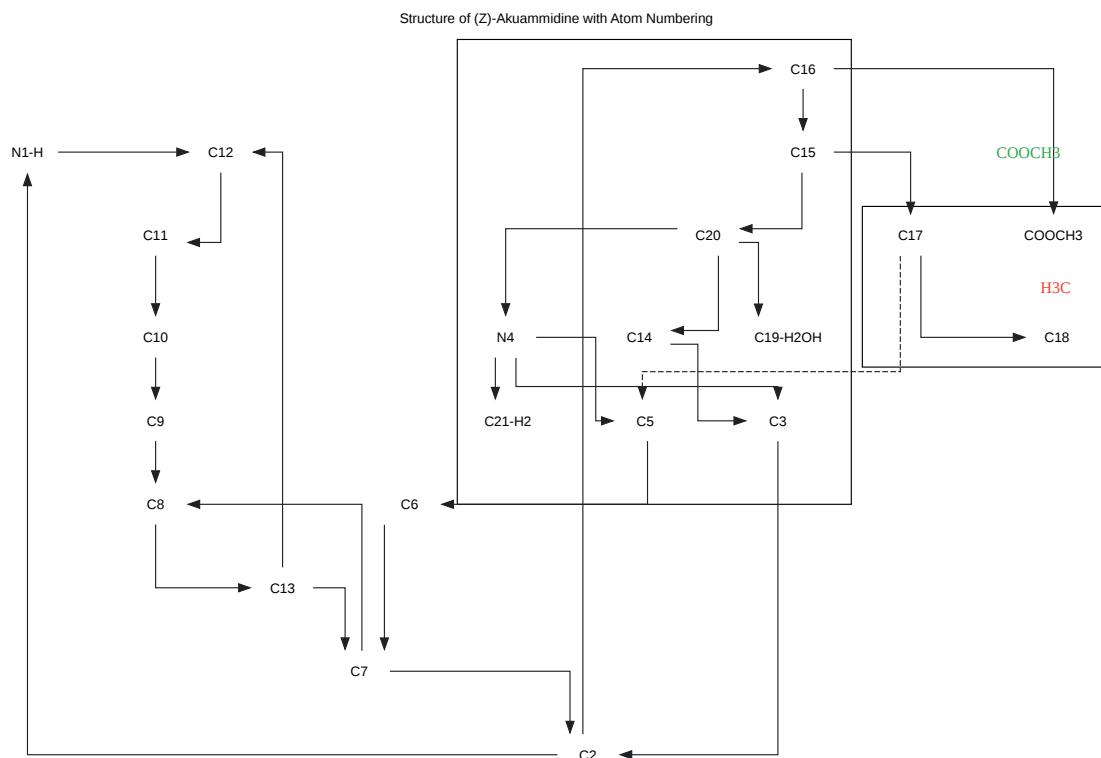 Structure of (Z)-Akuammidine with Atom Numbering
C16
N1-H
C12
C15
COOCH3
C11
C20
C17
COOCH3
H3C
C10
N4
C14
C19-H2OH
C18
C9
C21-H2
C5
C3
C8
C6
C13
C7
C2